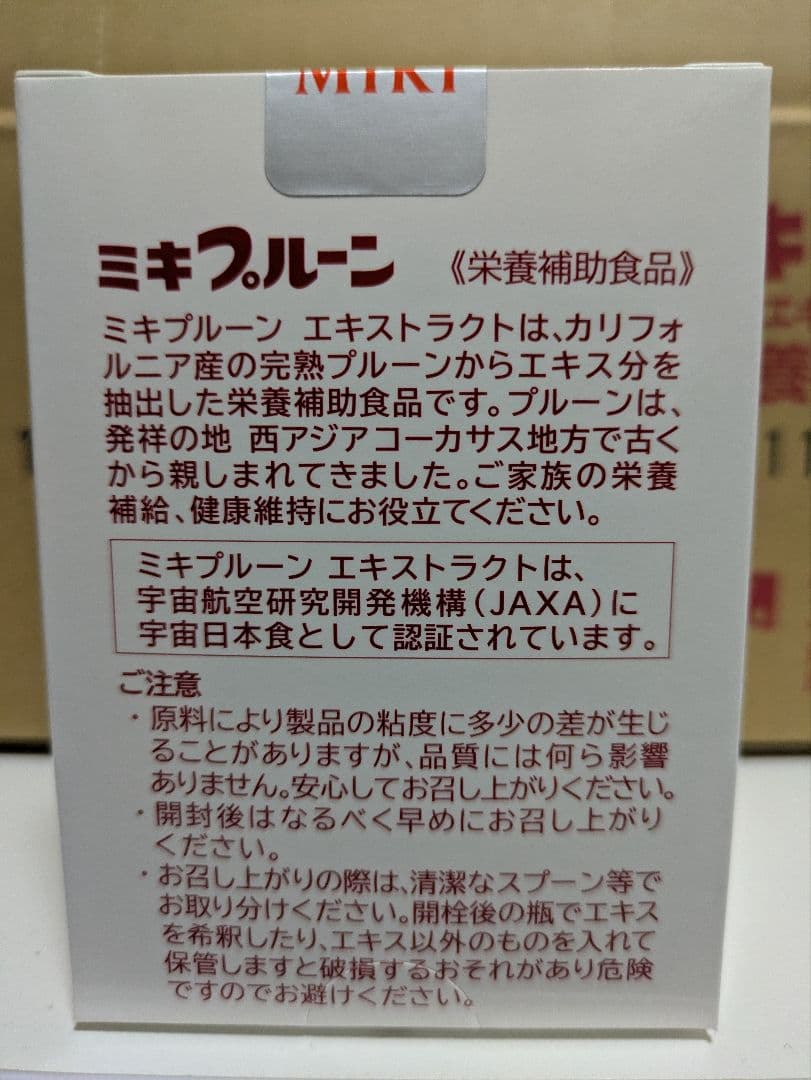 MIKI
ミキプルーン 《栄養補助食品》
ミキプルーン エキストラクトは、カリフォ
ルニア産の完熟プルーンからエキス分を
抽出した栄養補助食品です。プルーンは、
発祥の地 西アジアコーカサス地方で古く
から親しまれてきました。ご家族の栄養
補給、健康維持にお役立てください。
ミキプルーン エキストラクトは、
宇宙航空研究開発機構(JAXA)に
宇宙日本食として認証されています。
ご注意
・原料により製品の粘度に多少の差が生じ
ることがありますが、品質には何ら影響
ありません。安心してお召し上がりください。
・開封後はなるべく早めにお召し上がり
ください。
・お召し上がりの際は、清潔なスプーン等で
お取り分けください。開栓後の瓶でエキス
を希釈したり、エキス以外のものを入れて
保管しますと破損するおそれがあり危険
ですのでお避けください。
キ
養